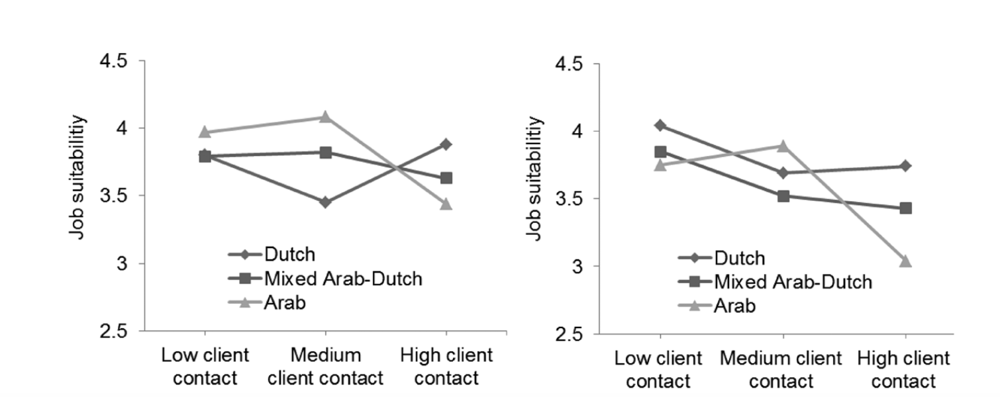 4.5
4
3.5
3
2.5
Job suitabilitiy
Dutch
Mixed Arab-Dutch
Arab
Low client
contact
Medium
client contact
High client
contact
4.5
4
3.5
3
2.5
Job suitabilitiy
Dutch
Mixed Arab-Dutch
Arab
Low client
contact
Medium client
contact
High client
contact